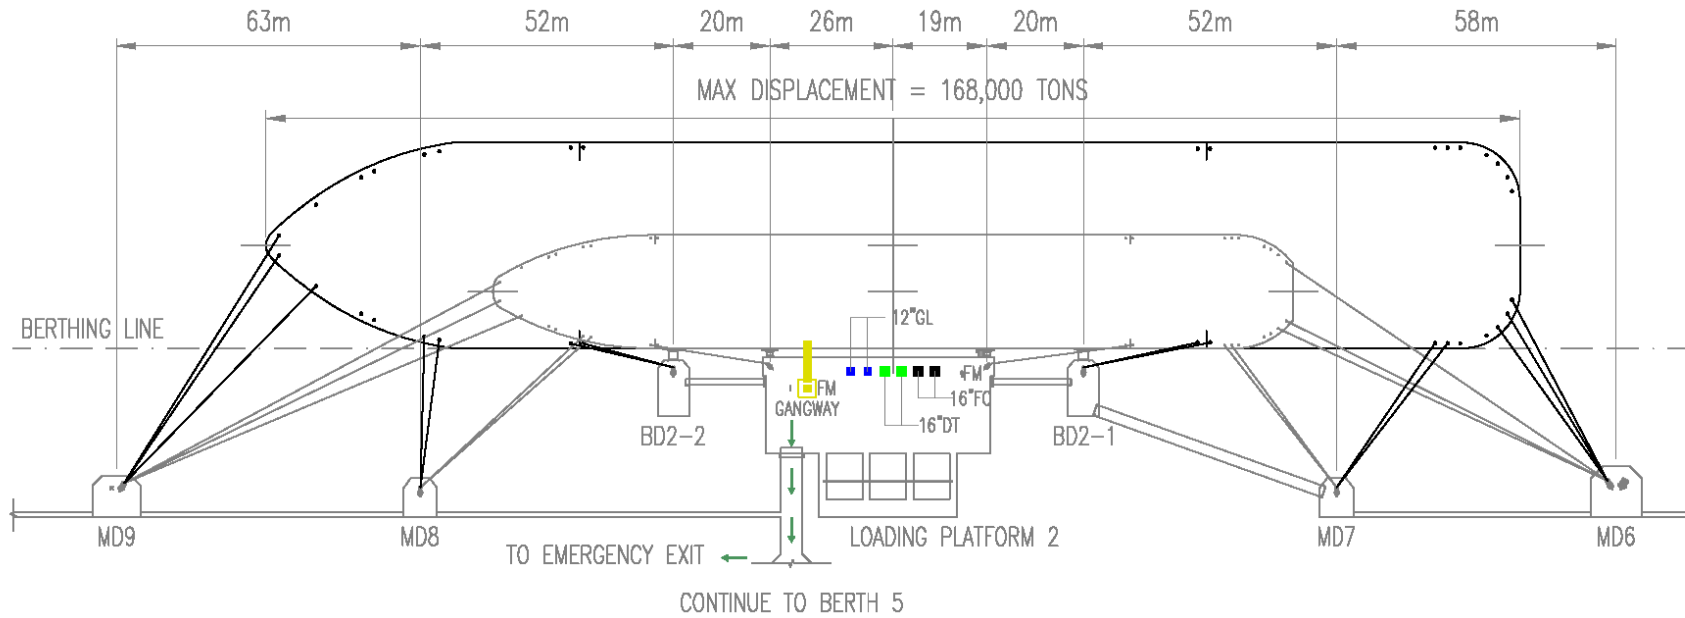 63m 52m 20m 26m 19m 20m 52m 58m
MAX DISPLACEMENT = 168,000 TONS
BERTHING LINE
12"GL
FM
FM
GANGWAY
16"FO
16"DT
BD2-2
BD2-1
MD9
MD8
LOADING PLATFORM 2
MD7
MD6
TO EMERGENCY EXIT
CONTINUE TO BERTH 5